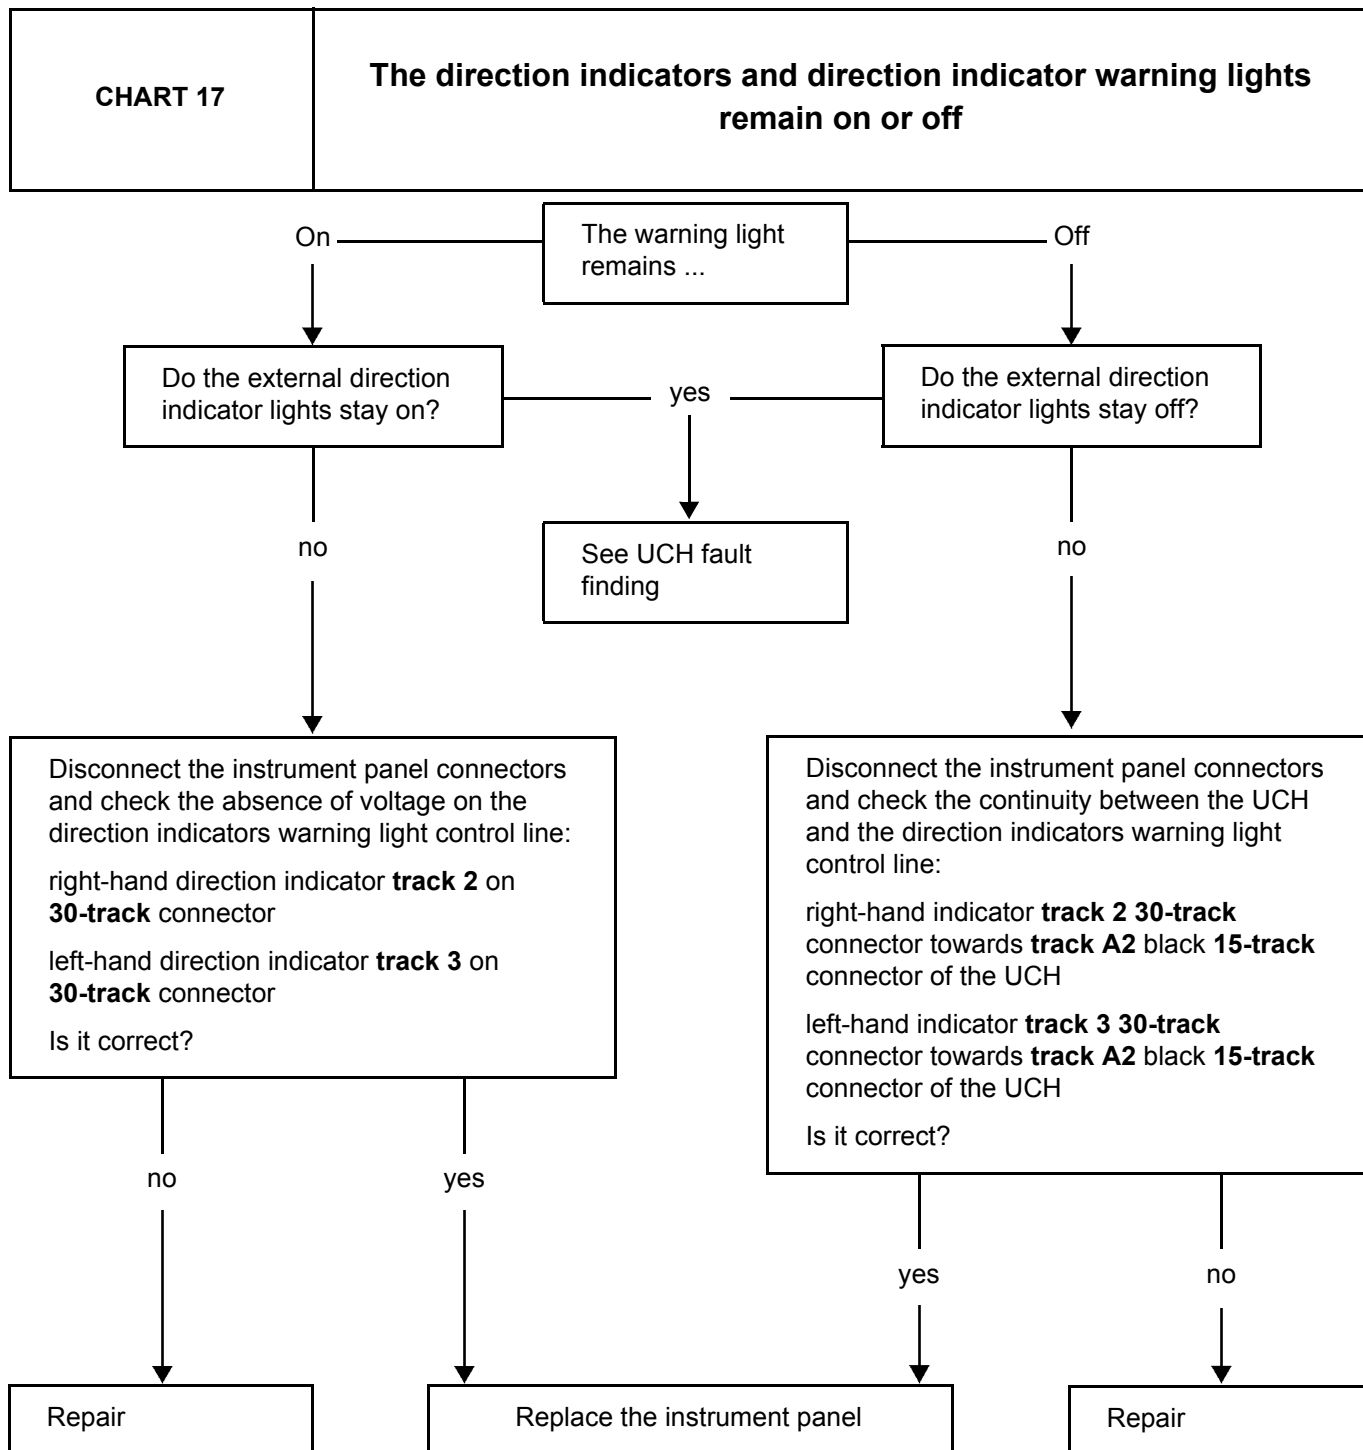 CHART 17
The direction indicators and direction indicator warning lights
remain on or off
The warning light
remains ...
On
Off
Do the external direction
indicator lights stay on?
yes
Do the external direction
indicator lights stay off?
no
See UCH fault
finding
no
Disconnect the instrument panel connectors
and check the absence of voltage on the
direction indicators warning light control line:
right-hand direction indicator track 2 on
30-track connector
left-hand direction indicator track 3 on
30-track connector
Is it correct?
Disconnect the instrument panel connectors
and check the continuity between the UCH
and the direction indicators warning light
control line:
right-hand indicator track 2 30-track
connector towards track A2 black 15-track
connector of the UCH
left-hand indicator track 3 30-track
connector towards track A2 black 15-track
connector of the UCH
Is it correct?
no
yes
yes
no
Repair
Replace the instrument panel
Repair